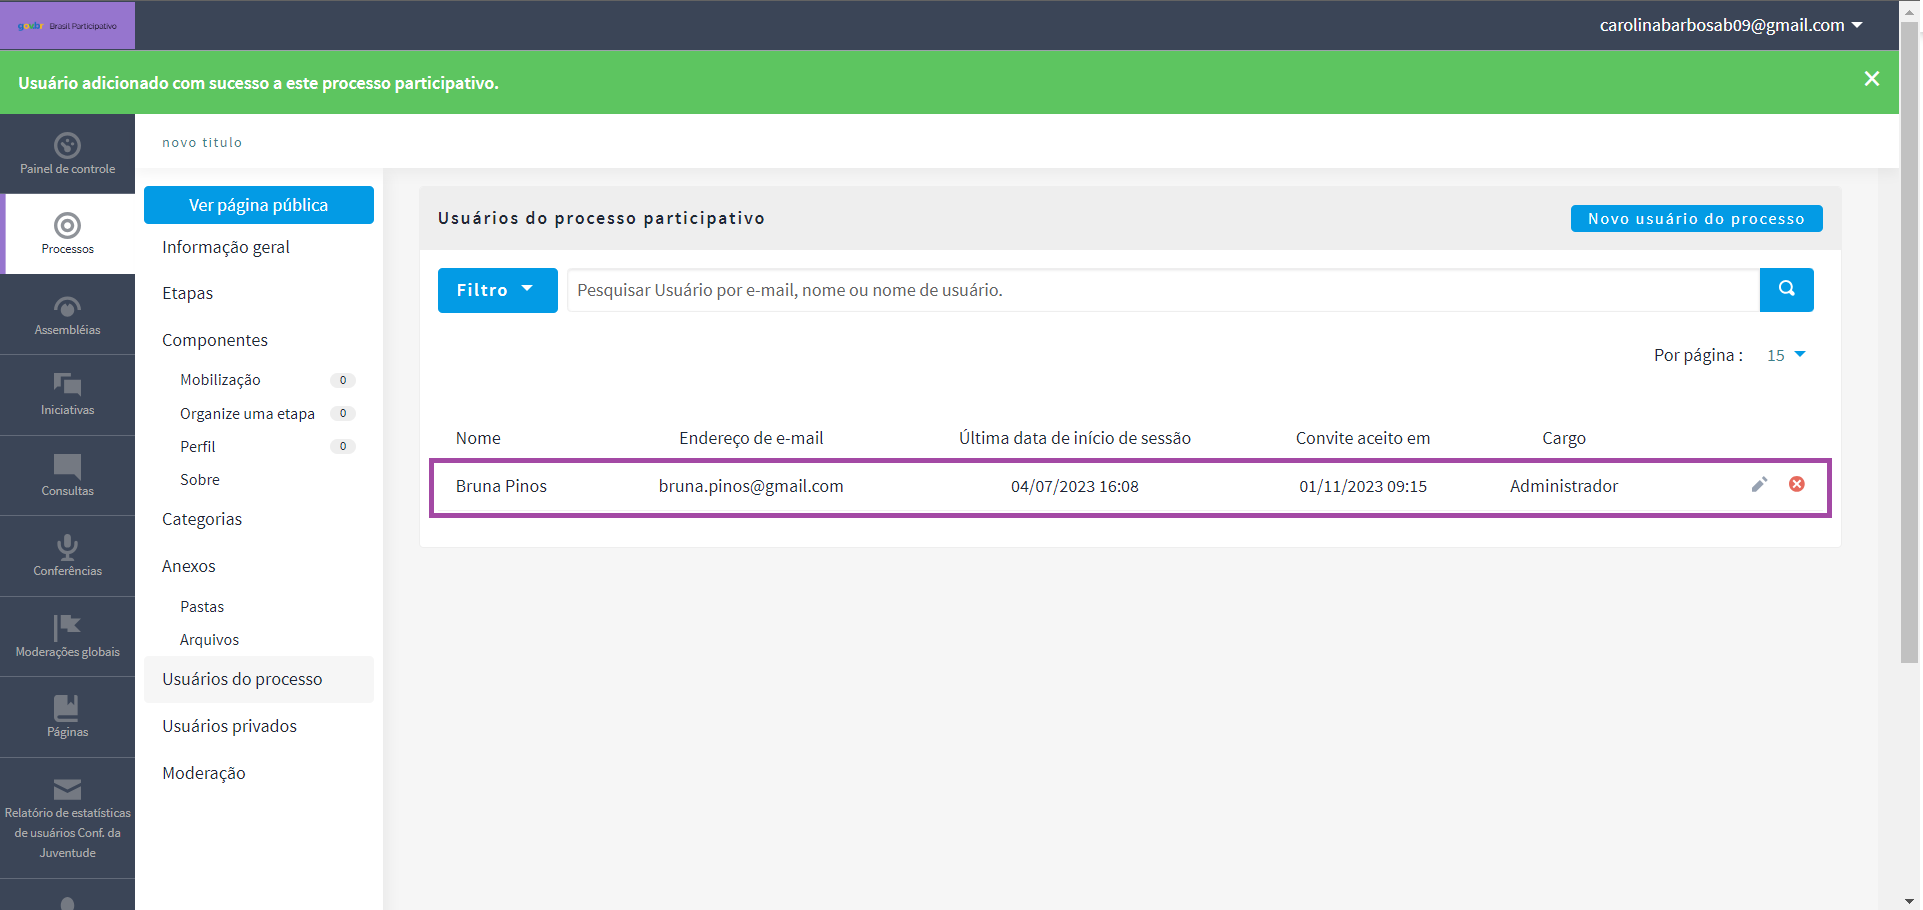 gov.br Brasil Participativo
carolinabarbosab09@gmail.com
Usuário adicionado com sucesso a este processo participativo.
novo titulo
Painel de controle
Processos
Assembléias
Iniciativas
Consultas
Conferências
Moderações globais
Páginas
Relatório de estatísticas
de usuários Conf. da
Juventude
Ver página pública
Informação geral
Etapas
Componentes
Mobilização 0
Organize uma etapa 0
Perfil 0
Sobre
Categorias
Anexos
Pastas
Arquivos
Usuários do processo
Usuários privados
Moderação
Usuários do processo participativo
Novo usuário do processo
Filtro
Pesquisar Usuário por e-mail, nome ou nome de usuário.
Por página : 15
Nome Endereço de e-mail Última data de início de sessão Convite aceito em Cargo
Bruna Pinos bruna.pinos@gmail.com 04/07/2023 16:08 01/11/2023 09:15 Administrador